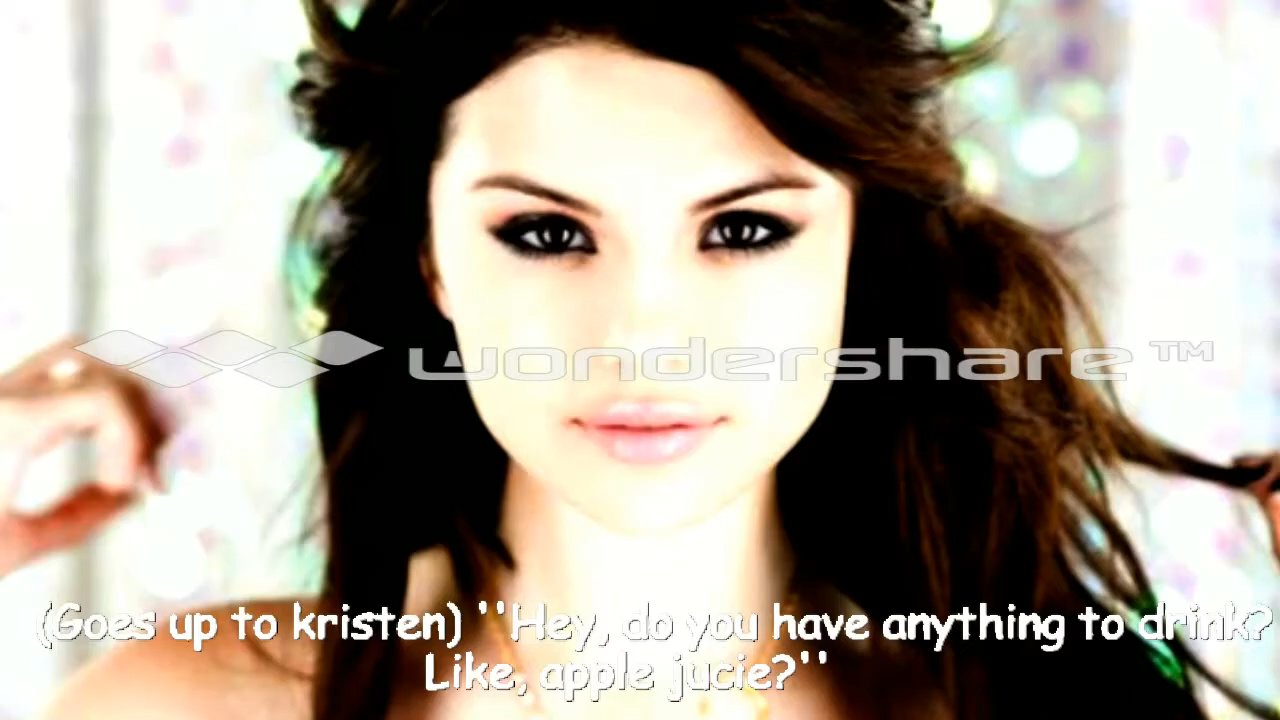 wondershare™
(Goes up to kristen) ''Hey, do you have anything to drink?
Like, apple jucie?''